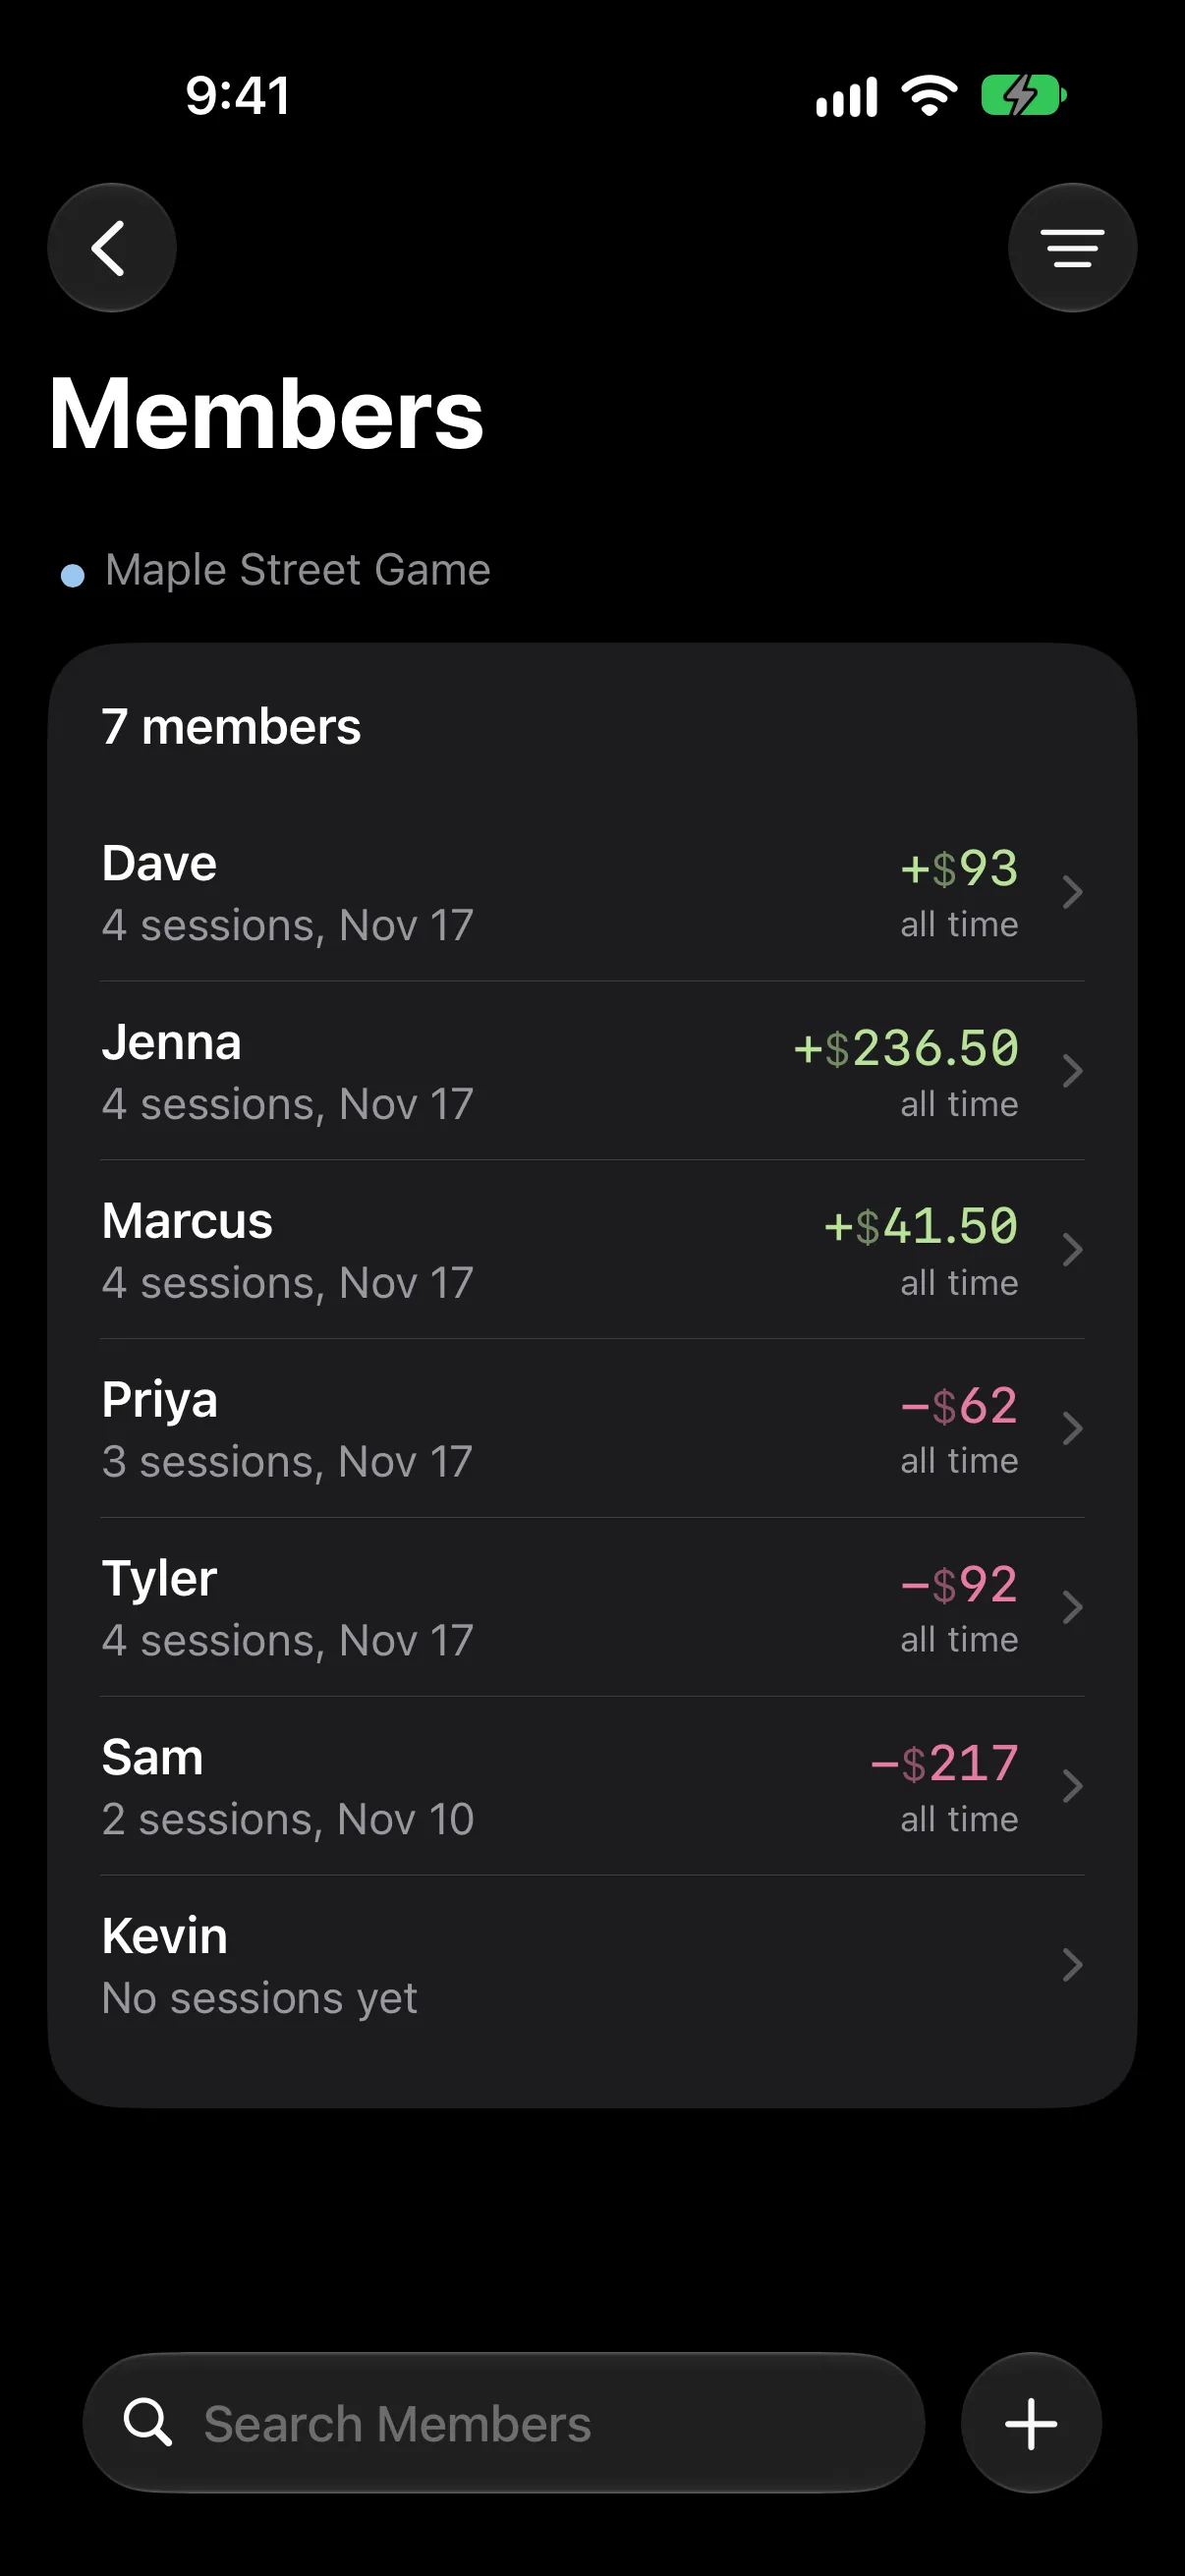 9:41
Members
Maple Street Game
7 members
Dave
+$93
4 sessions, Nov 17
all time
Jenna
+$236.50
4 sessions, Nov 17
all time
Marcus
+$41.50
4 sessions, Nov 17
all time
Priya
−$62
3 sessions, Nov 17
all time
Tyler
−$92
4 sessions, Nov 17
all time
Sam
−$217
2 sessions, Nov 10
all time
Kevin
No sessions yet
Search Members